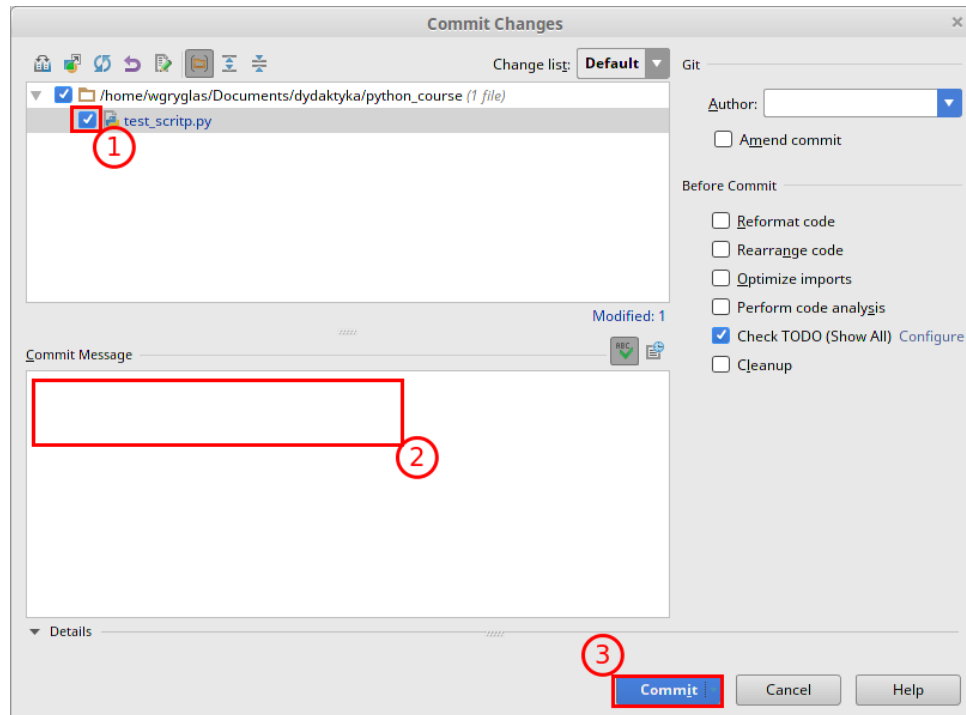 Commit Changes
Change list: Default
/home/wgryglas/Documents/dydaktyka/python_course (1 file)
test_scritp.py
1
Modified: 1
Commit Message
ABC
2
Details
Git
Author:
Amend commit
Before Commit
Reformat code
Rearrange code
Optimize imports
Perform code analysis
Check TODO (Show All) Configure
Cleanup
3
Commit
Cancel
Help